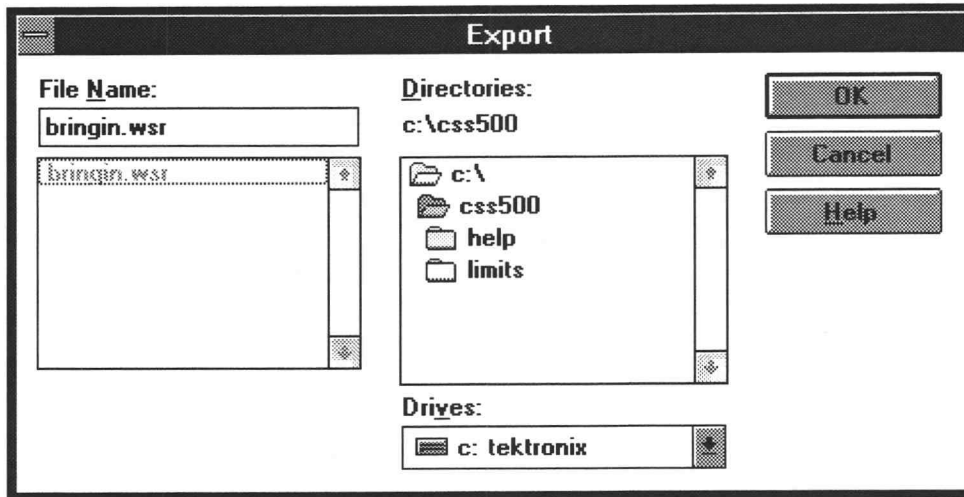 Export
File Name:
bringin.wsr
bringin.wsr
Directories:
c:\css500
c:\
css500
help
limits
Drives:
c: tektronix
OK
Cancel
Help